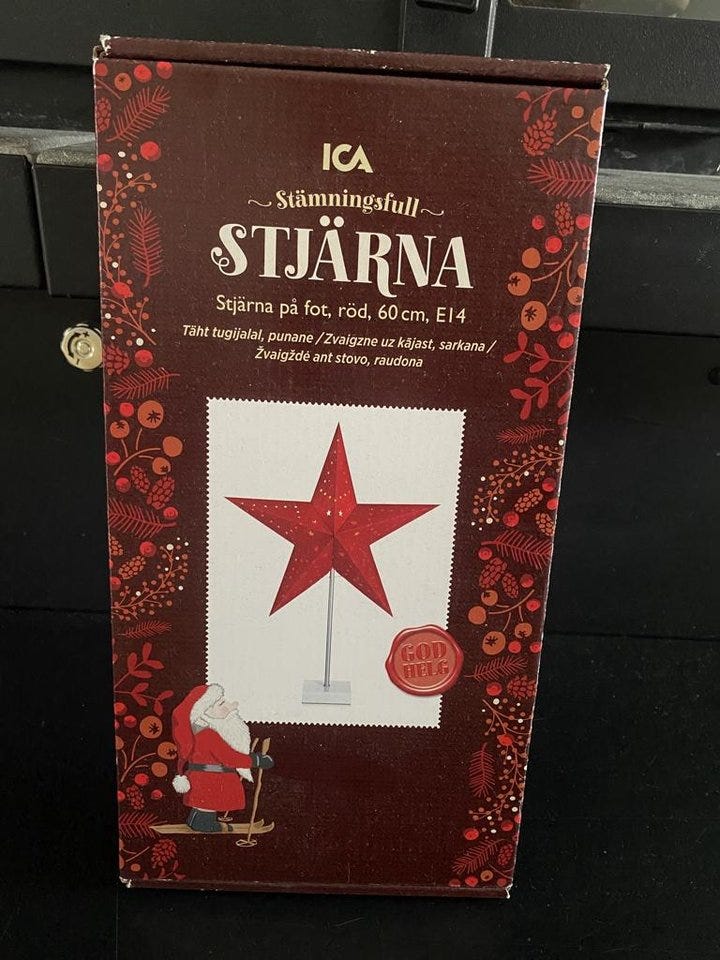 ICA
Stämningsfull
STJÄRNA
Stjärna på fot, röd, 60 cm, E14
Täht tugijalal, punane / Zvaigzne uz kājast, sarkana /
Žvaigždė ant stovo, raudona
GOD
HELG